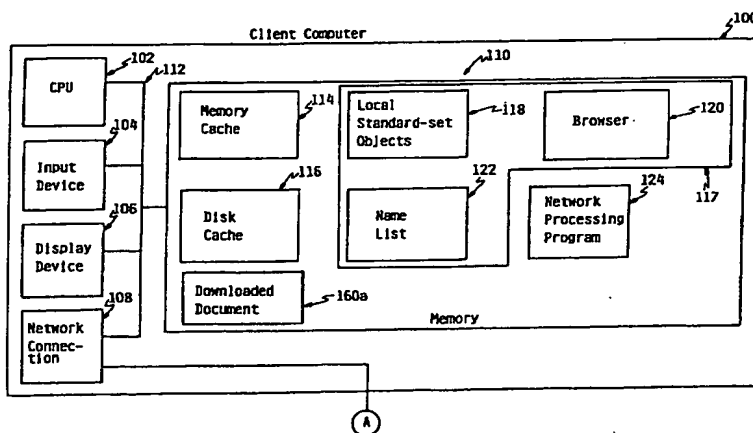 Client Computer
100
102
CPU
112
110
Memory
Cache
114
Local
Standard-set
Objects
i18
Browser
120
104
Input
Device
116
122
124
117
106
Disk
Cache
Name
List
Network
Processing
Program
Display
Device
108
Downloaded
Document
160a
Network
Connec-
tion
Memory
A